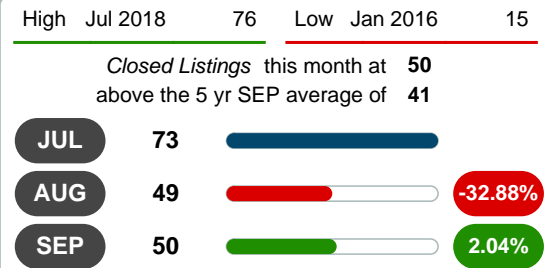 High Jul 2018 76 Low Jan 2016 15
Closed Listings this month at 50
above the 5 yr SEP average of 41
JUL 73
AUG 49 -32.88%
SEP 50 2.04%